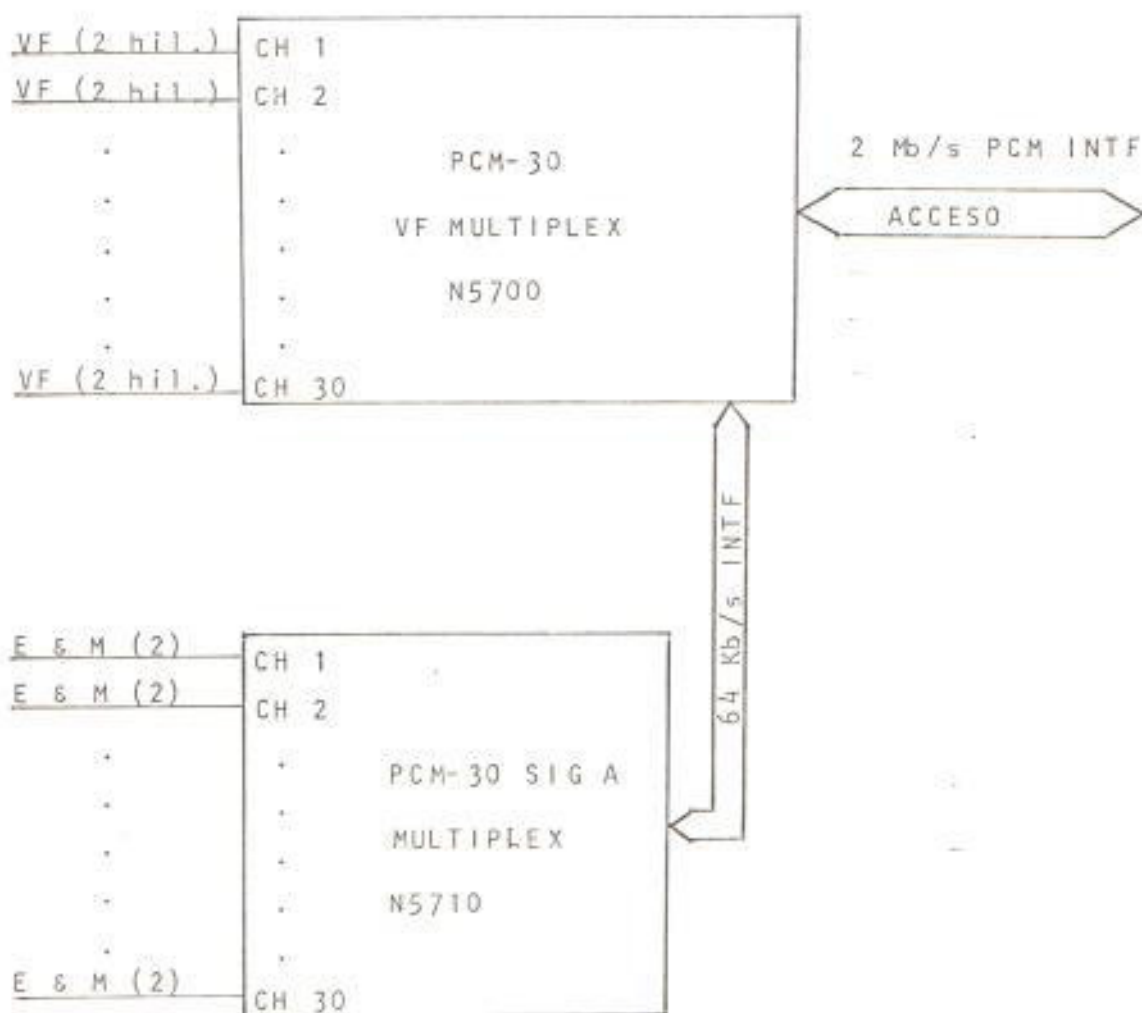 VF (2 hil.) CH 1
VF (2 hil.) CH 2
PCM-30
VF MULTIPLEX
N5700
VF (2 hil.) CH 30
2 Mb/s PCM INTF
ACCESO
64 Kb/s INTF
E & M (2) CH 1
E & M (2) CH 2
PCM-30 SIG A
MULTIPLEX
N5710
E & M (2) CH 30